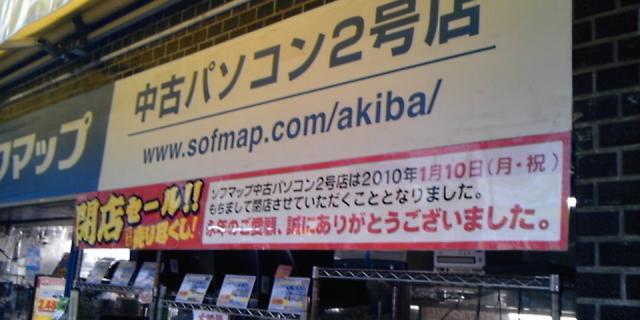 中古パソコン2号店
フマップ
www.sofmap.com/akiba/
閉店セール!!
売り尽くし!
ソフマップ中古パソコン2号店は2010年1月10日(月・祝)
もちまして閉店させていただくこととなりました。
永年のご愛顧、誠にありがとうございました。